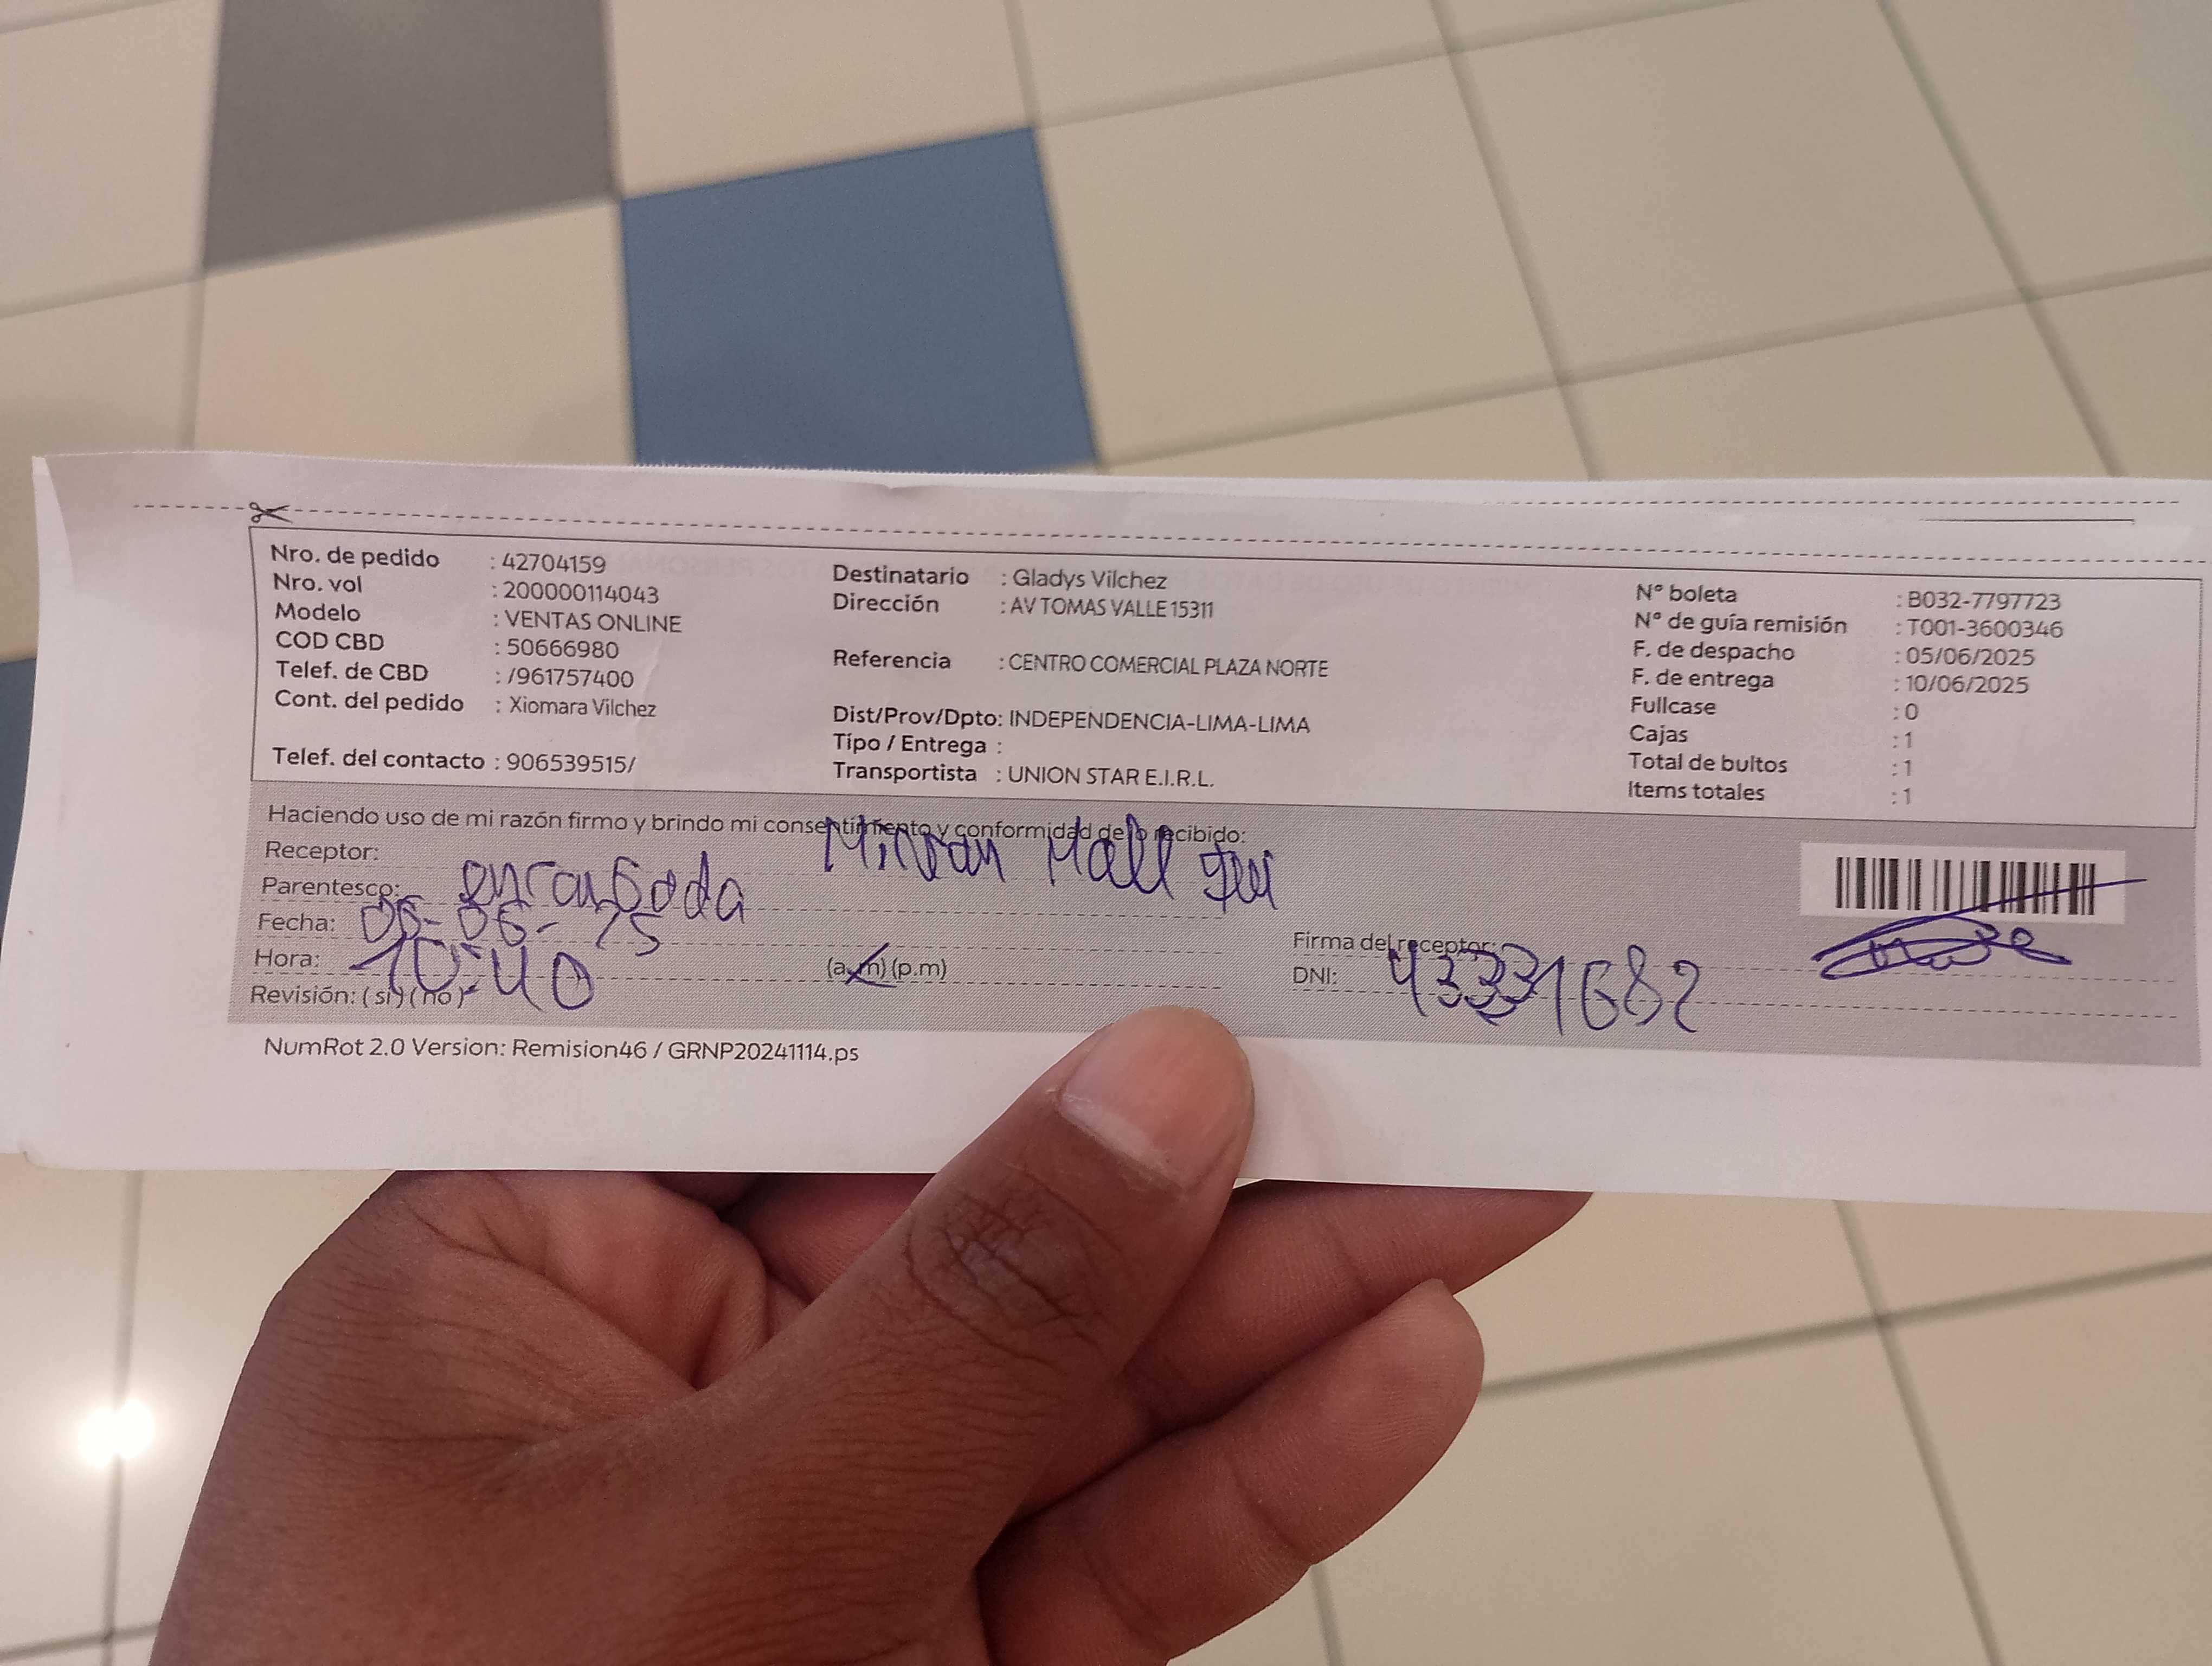 Nro. de pedido : 42704159
Nro. vol : 200000114043
Modelo : VENTAS ONLINE
COD CBD : 50666980
Telef. de CBD : /961757400
Cont. del pedido : Xiomara Vilchez
Telef. del contacto : 906539515/
Destinatario : Gladys Vilchez
Dirección : AV TOMAS VALLE 15311
Referencia : CENTRO COMERCIAL PLAZA NORTE
Dist/Prov/Dpto: INDEPENDENCIA-LIMA-LIMA
Tipo / Entrega :
Transportista : UNION STAR E.I.R.L.
N° boleta : B032-7797723
N° de guía remisión : T001-3600346
F. de despacho : 05/06/2025
F. de entrega : 10/06/2025
Fullcase : 0
Cajas : 1
Total de bultos : 1
Items totales : 1
Haciendo uso de mi razón firmo y brindo mi consentimiento y conformidad de lo recibido:
Receptor:
Parentesco: encargada
Fecha: 06-06-25
Hora: 10:40 (a.m) (p.m)
Revisión: ( si ) ( no )
Firma del receptor:
DNI:
NumRot 2.0 Version: Remision46 / GRNP20241114.ps